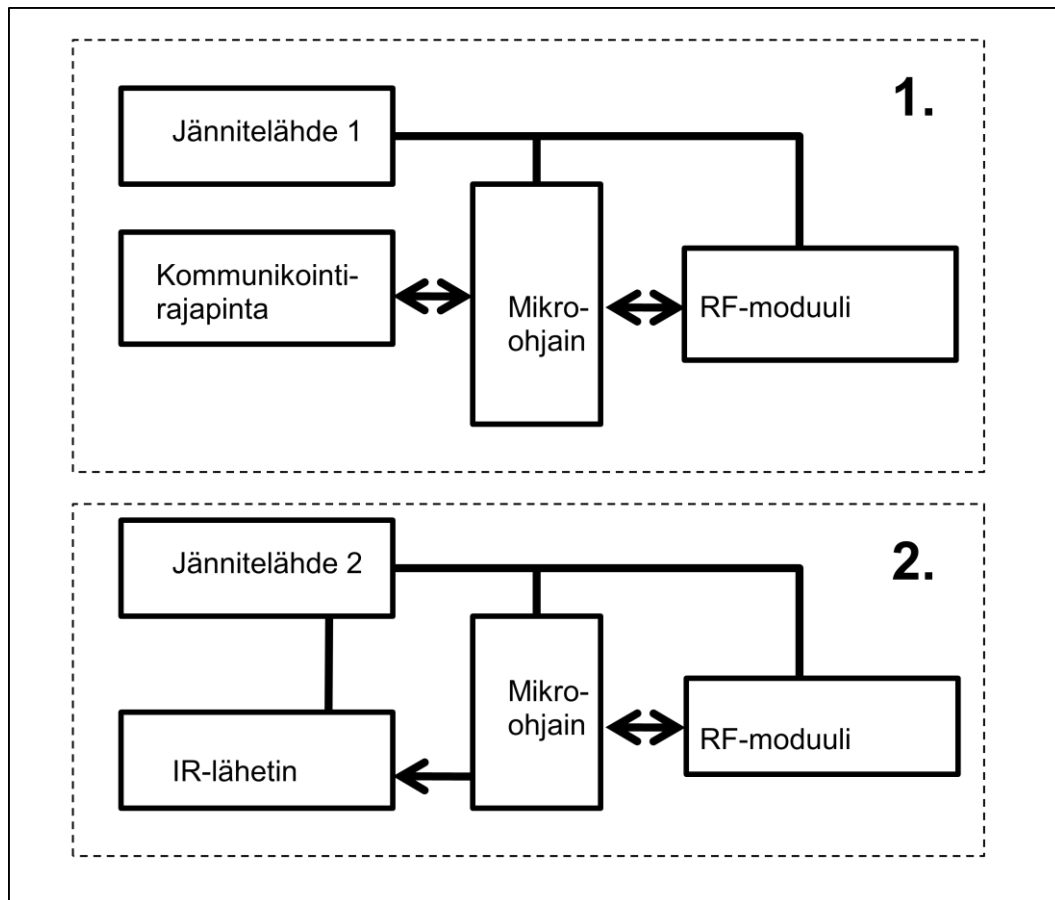 1.
Jännitelähde 1
Kommunikointi-
rajapinta
Mikro-
ohjain
RF-moduuli
2.
Jännitelähde 2
Mikro-
ohjain
RF-moduuli
IR-lähetin